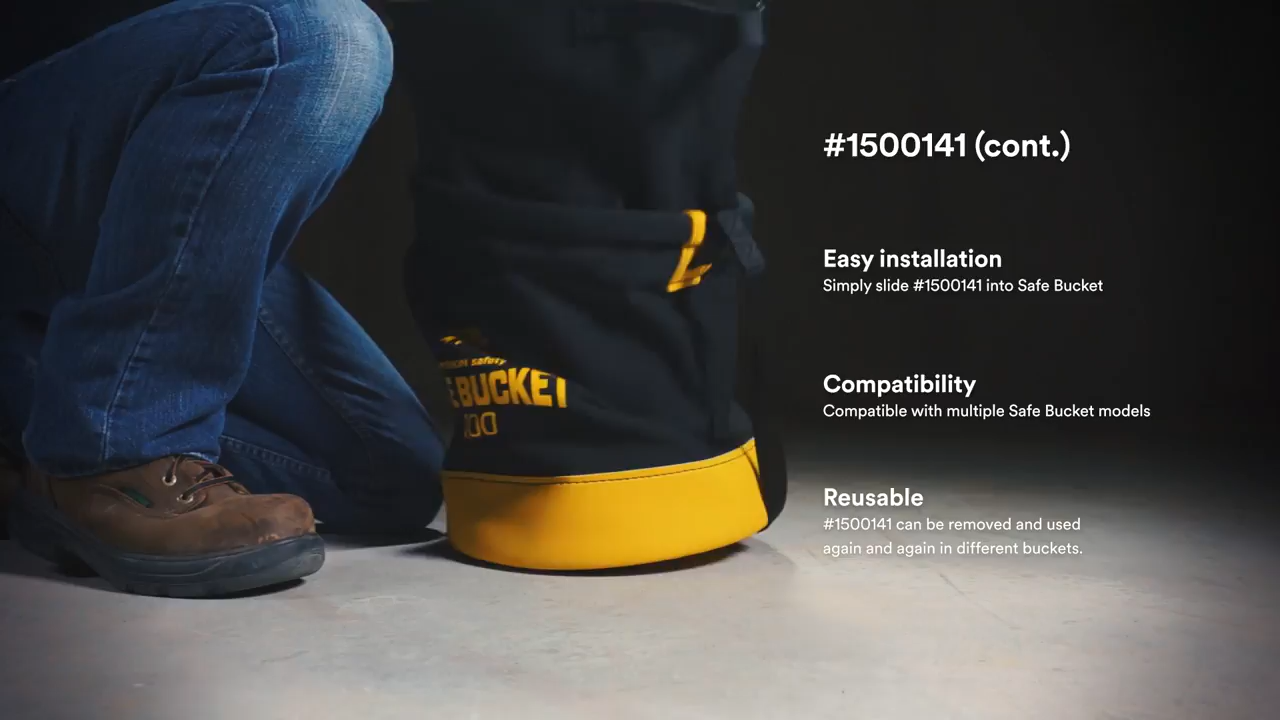 #1500141 (cont.)
Easy installation
Simply slide #1500141 into Safe Bucket
Compatibility
Compatible with multiple Safe Bucket models
Reusable
#1500141 can be removed and used
again and again in different buckets.
safety
BUCKET